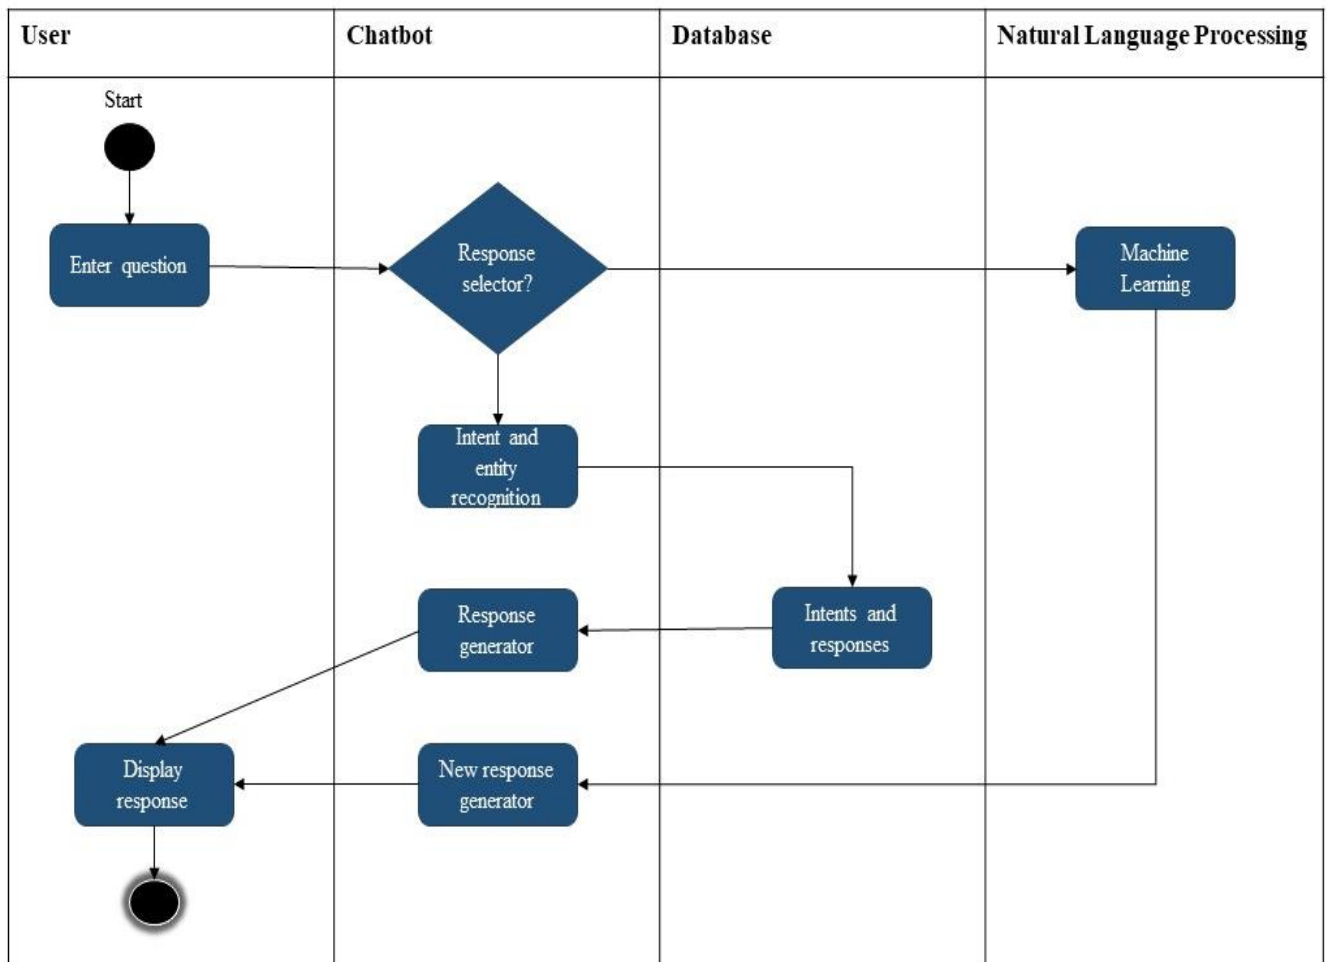 User
Chatbot
Database
Natural Language Processing
Start
Enter question
Response
selector?
Machine
Learning
Intent and
entity
recognition
Response
generator
Intents and
responses
Display
response
New response
generator